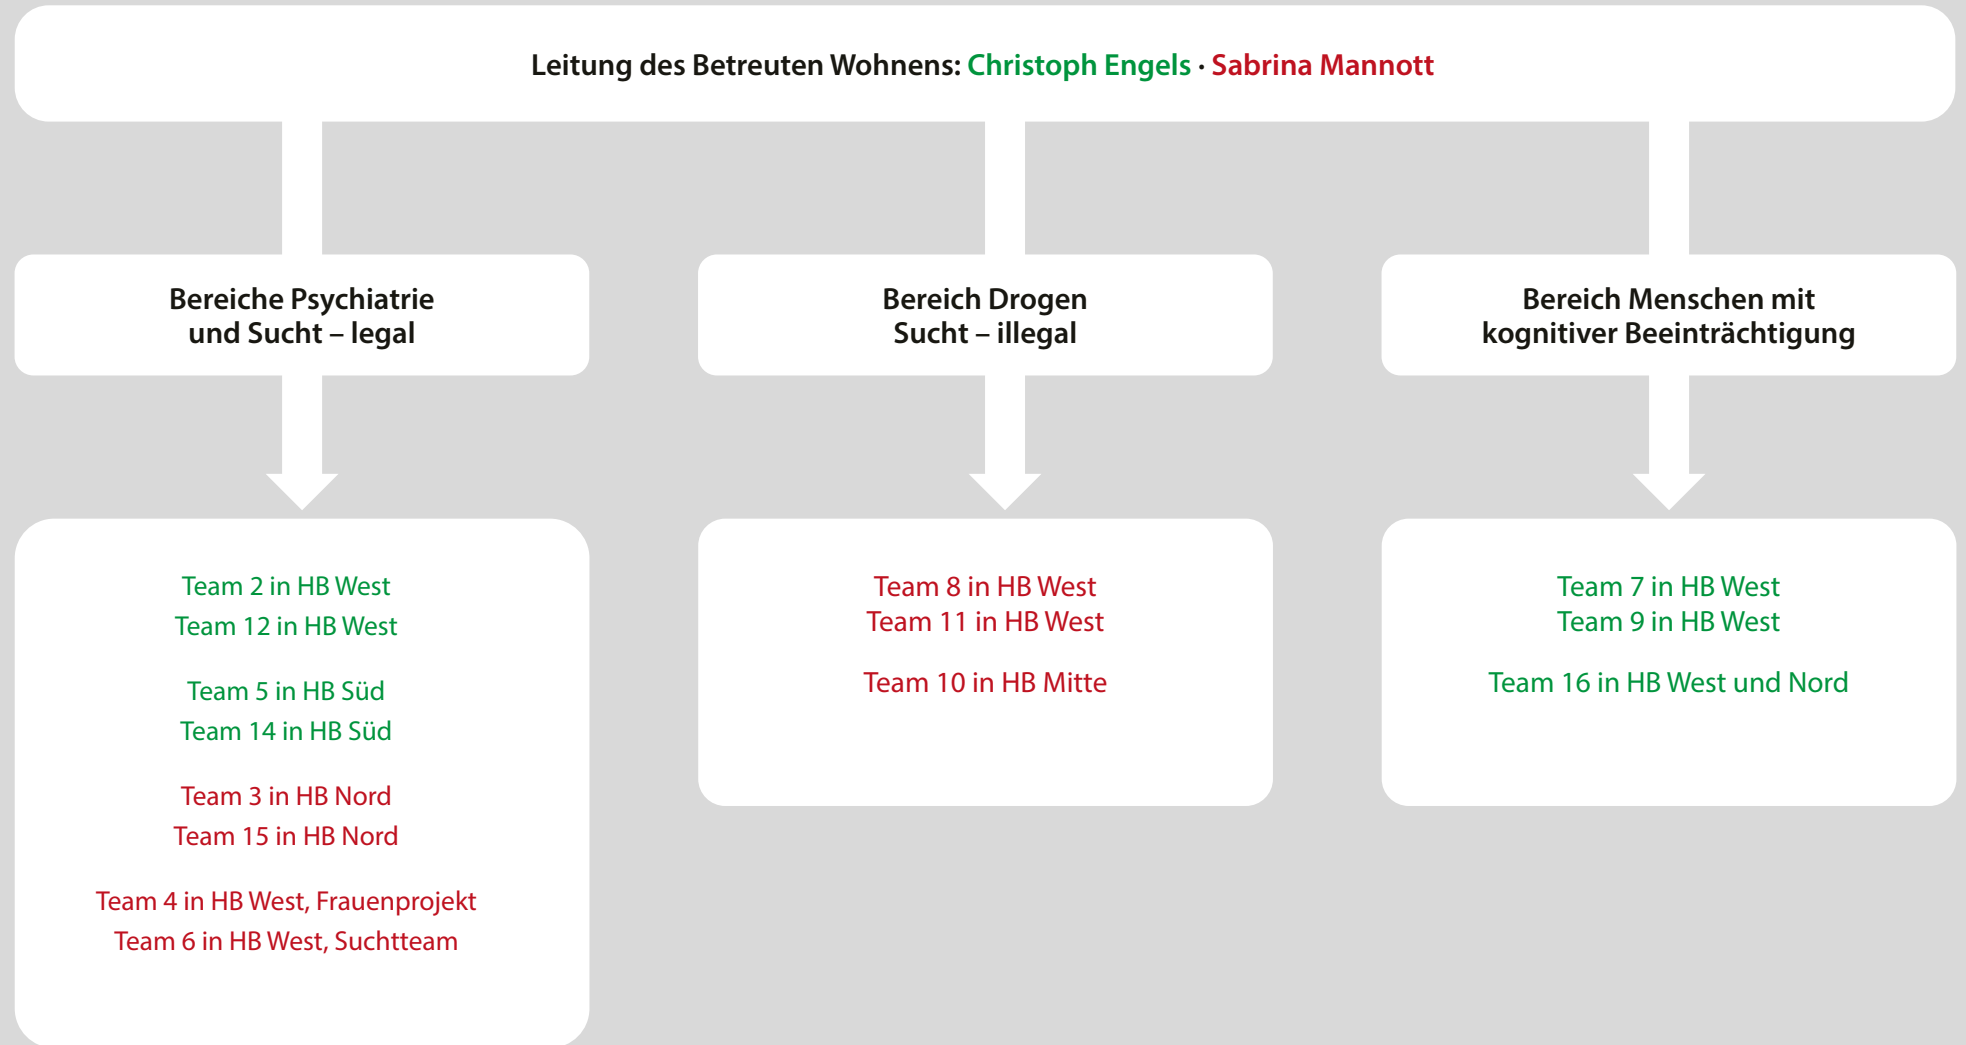 Leitung des Betreuten Wohnens: Christoph Engels · Sabrina Mannott
Bereiche Psychiatrie
und Sucht – legal
Bereich Drogen
Sucht – illegal
Bereich Menschen mit
kognitiver Beeinträchtigung
Team 2 in HB West
Team 12 in HB West
Team 5 in HB Süd
Team 14 in HB Süd
Team 3 in HB Nord
Team 15 in HB Nord
Team 4 in HB West, Frauenprojekt
Team 6 in HB West, Suchtteam
Team 8 in HB West
Team 11 in HB West
Team 10 in HB Mitte
Team 7 in HB West
Team 9 in HB West
Team 16 in HB West und Nord